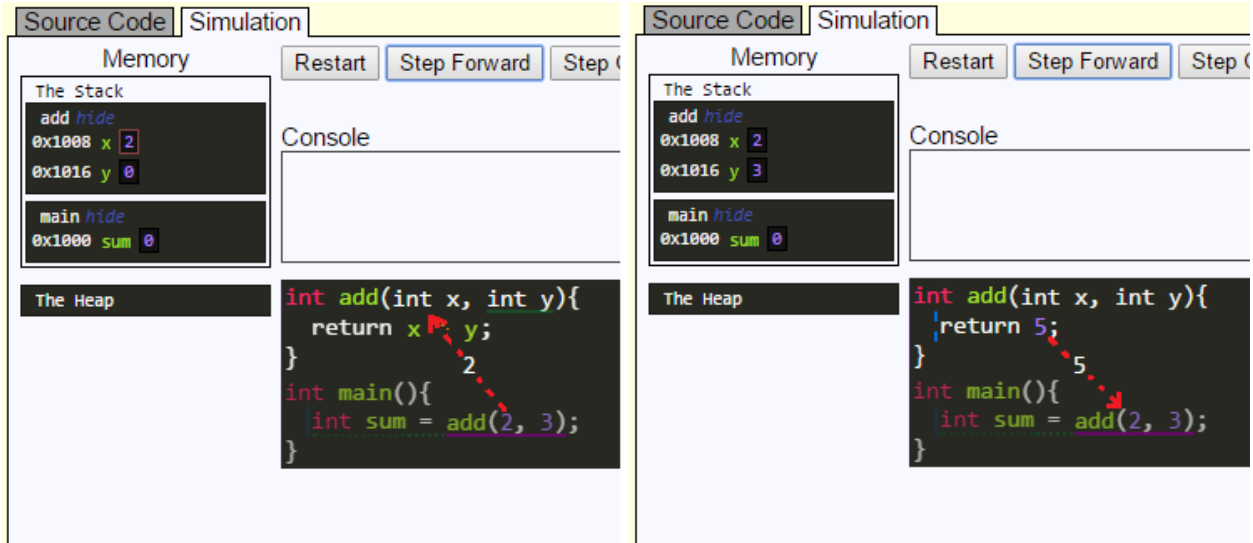 Source Code Simulation
Memory
Restart Step Forward Step
The Stack
add hide
0x1008 x 2
0x1016 y 0
main hide
0x1000 sum 0
The Heap
Console
int add(int x, int y){
return x y;
}
2
int main(){
int sum = add(2, 3);
}
Source Code Simulation
Memory
Restart Step Forward Step
The Stack
add hide
0x1008 x 2
0x1016 y 3
main hide
0x1000 sum 0
The Heap
Console
int add(int x, int y){
return 5;
}
5
int main(){
int sum = add(2, 3);
}